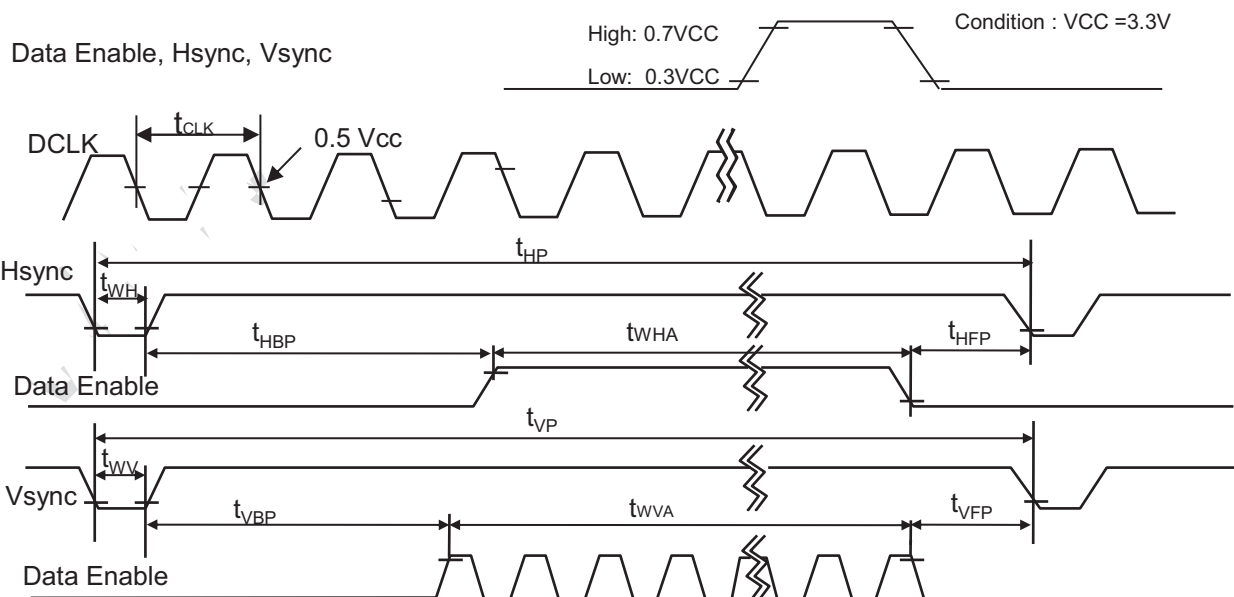 Condition : VCC =3.3V
High: 0.7VCC
Data Enable, Hsync, Vsync
Low: 0.3VCC
tCLK
0.5 Vcc
DCLK
tHP
Hsync
tWH
tHBP
tWHA
tHFP
Data Enable
tVP
tWV
Vsync
tVBP
tWVA
tVFP
Data Enable